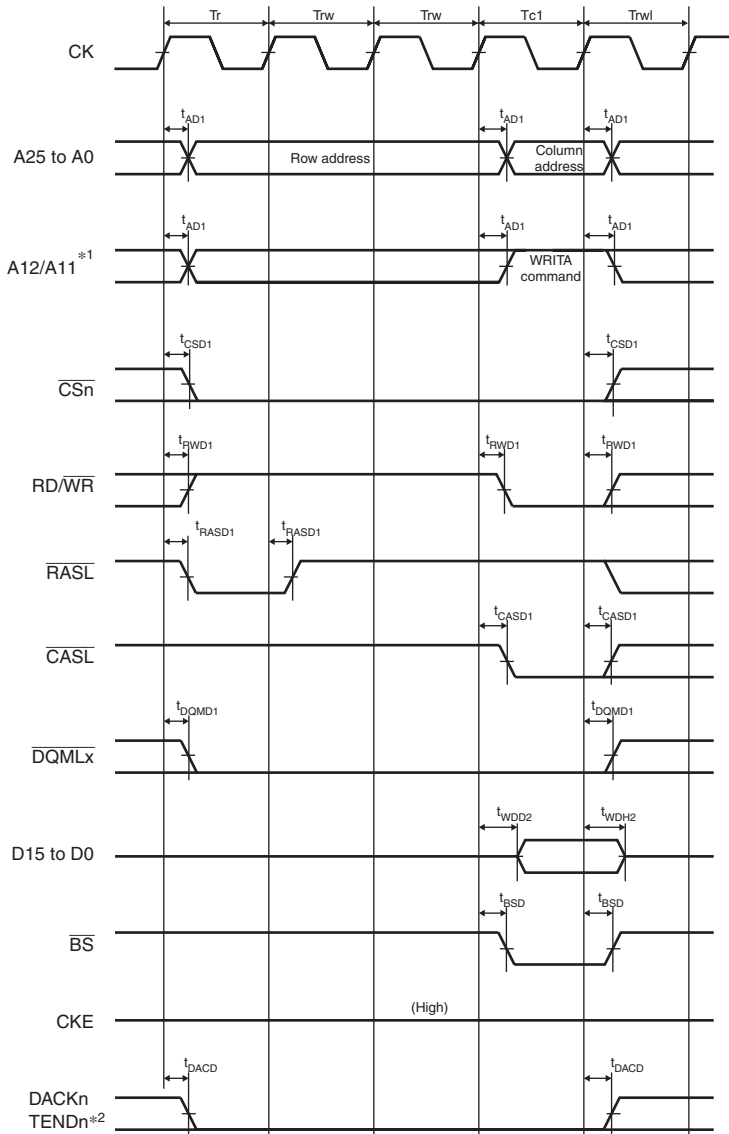 Tr Trw Trw Tc1 Trwl
CK
tAD1 tAD1 tAD1
A25 to A0 Row address Column address
tAD1 tAD1 tAD1
A12/A11*1 WRITA command
tCSD1 tCSD1
CSn
tRWD1 tRWD1 tRWD1
RD/WR
tRASD1 tRASD1
RASL
tCASD1 tCASD1
CASL
tDQMD1 tDQMD1
DQMLx
tWDD2 tWDH2
D15 to D0
tBSD tBSD
BS
(High)
CKE
tDACD tDACD
DACKn
TENDn*2